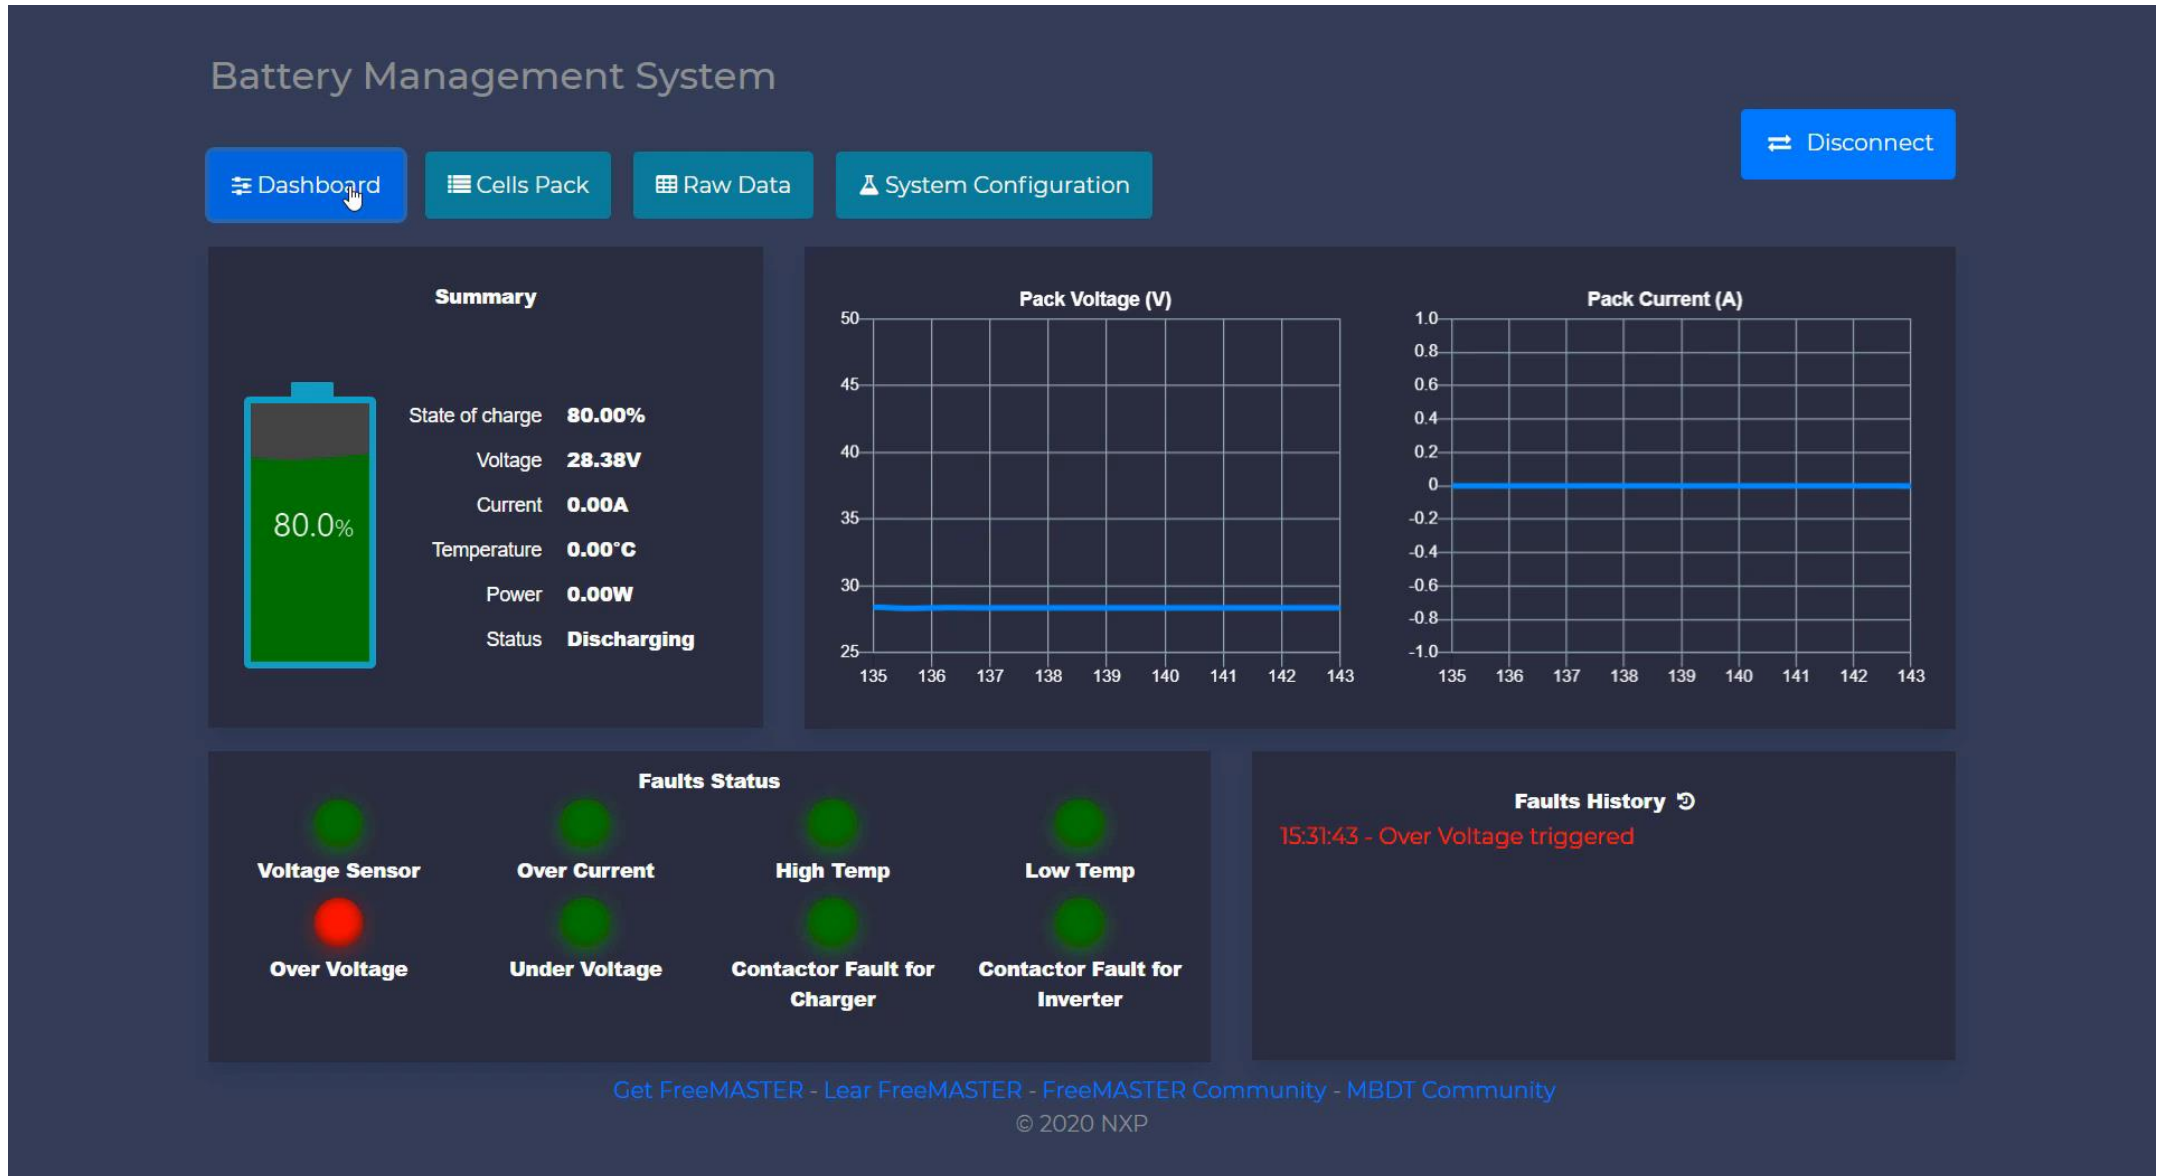 Battery Management System
Disconnect
Dashboard
Cells Pack
Raw Data
System Configuration
Summary
80.0%
State of charge 80.00%
Voltage 28.38V
Current 0.00A
Temperature 0.00°C
Power 0.00W
Status Discharging
Pack Voltage (V)
50
45
40
35
30
25
135 136 137 138 139 140 141 142 143
Pack Current (A)
1.0
0.8
0.6
0.4
0.2
0
-0.2
-0.4
-0.6
-0.8
-1.0
135 136 137 138 139 140 141 142 143
Faults Status
Voltage Sensor
Over Current
High Temp
Low Temp
Over Voltage
Under Voltage
Contactor Fault for
Charger
Contactor Fault for
Inverter
Faults History
15:31:43 - Over Voltage triggered
Get FreeMASTER - Lear FreeMASTER - FreeMASTER Community - MBDT Community
© 2020 NXP